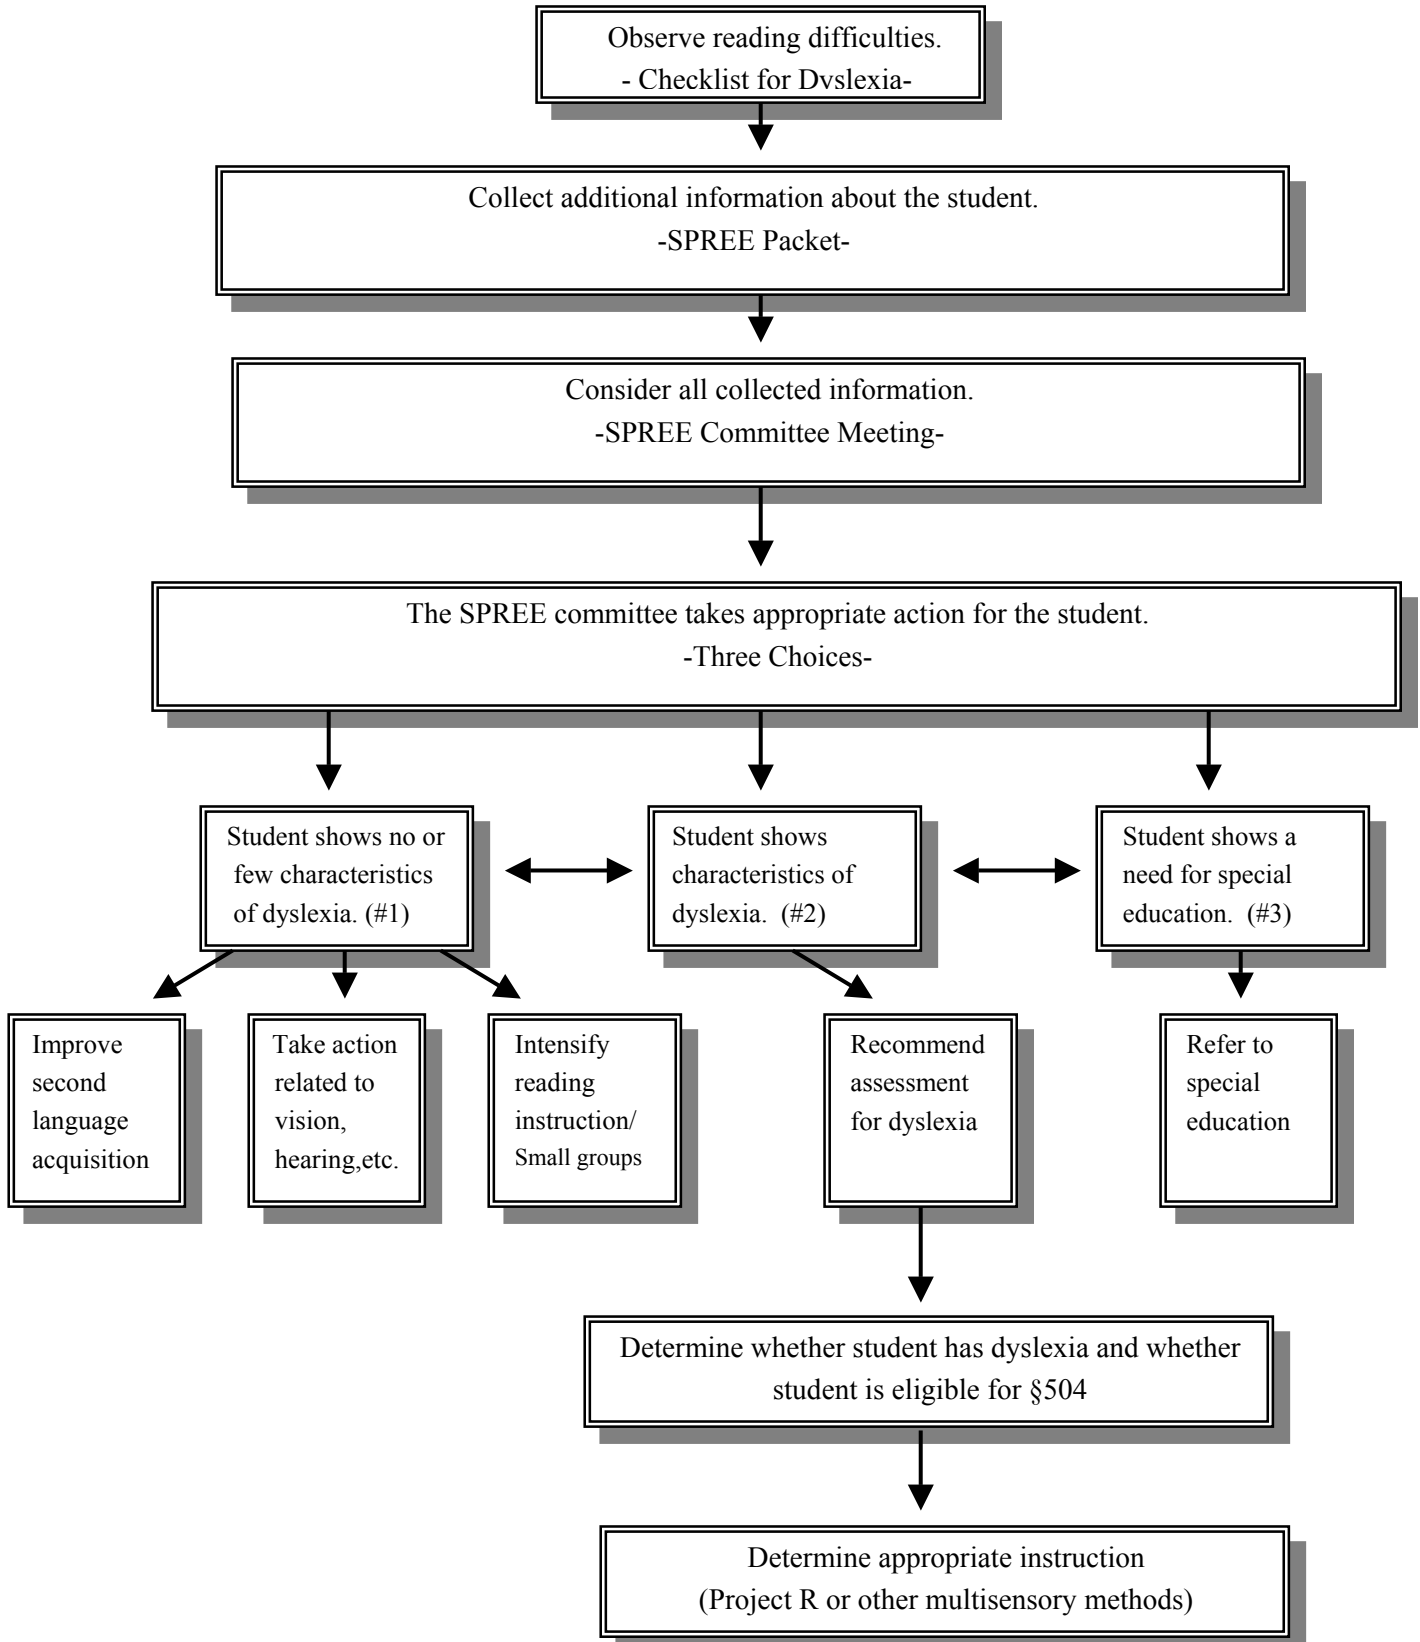 Observe reading difficulties.
- Checklist for Dyslexia-
Collect additional information about the student.
-SPREE Packet-
Consider all collected information.
-SPREE Committee Meeting-
The SPREE committee takes appropriate action for the student.
-Three Choices-
Student shows no or
few characteristics
of dyslexia. (#1)
Student shows
characteristics of
dyslexia. (#2)
Student shows a
need for special
education. (#3)
Improve
second
language
acquisition
Take action
related to
vision,
hearing,etc.
Intensify
reading
instruction/
Small groups
Recommend
assessment
for dyslexia
Refer to
special
education
Determine whether student has dyslexia and whether
student is eligible for §504
Determine appropriate instruction
(Project R or other multisensory methods)